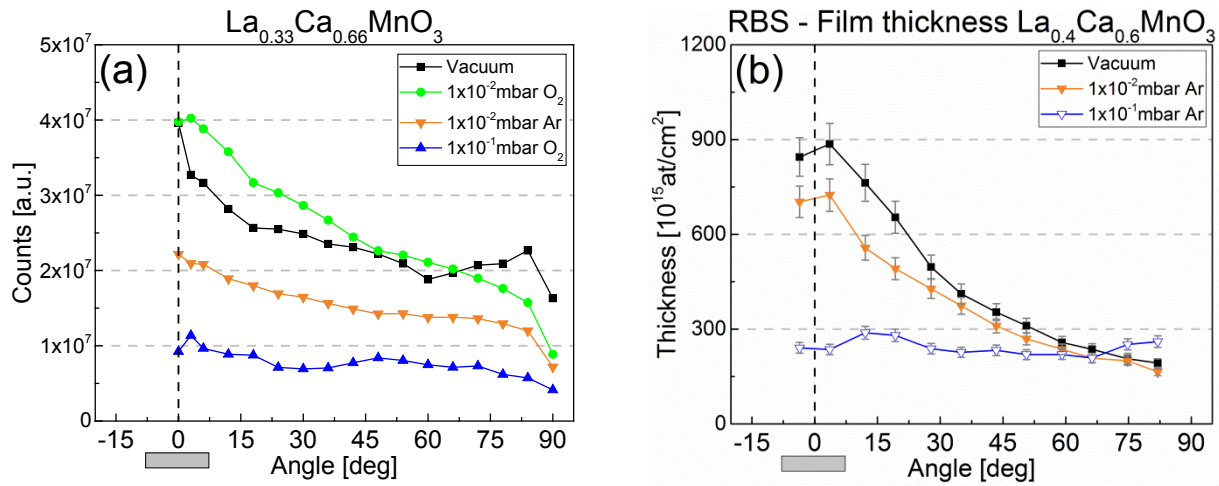 La0.33Ca0.66MnO3
(a)
Vacuum
1x10-2mbar O2
1x10-2mbar Ar
1x10-1mbar O2
5x10^7
4x10^7
3x10^7
2x10^7
1x10^7
0
Counts [a.u.]
-15 0 15 30 45 60 75 90
Angle [deg]
RBS - Film thickness La0.4Ca0.6MnO3
(b)
Vacuum
1x10-2mbar Ar
1x10-1mbar Ar
1200
900
600
300
0
Thickness [10^15at/cm^2]
-15 0 15 30 45 60 75 90
Angle [deg]